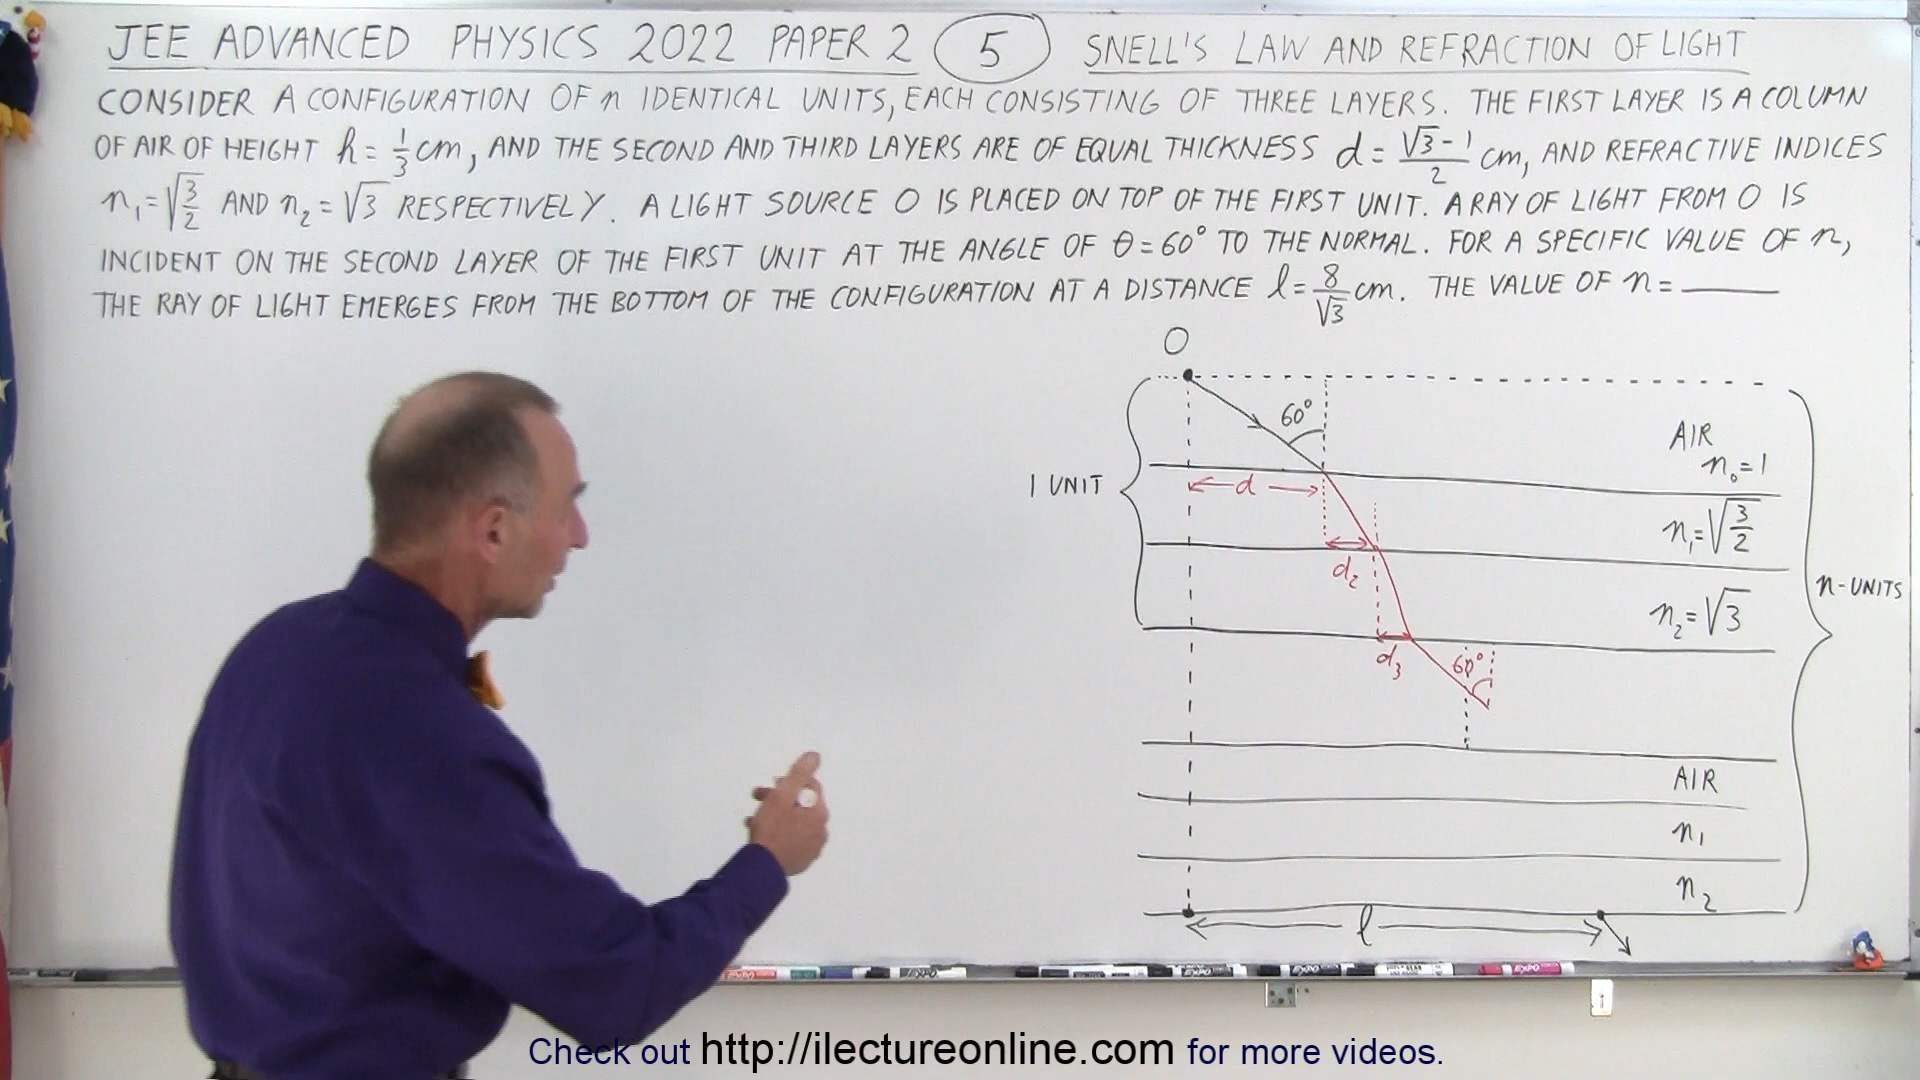 JEE ADVANCED PHYSICS 2022 PAPER 2 5 SNELL'S LAW AND REFRACTION OF LIGHT
CONSIDER A CONFIGURATION OF n IDENTICAL UNITS, EACH CONSISTING OF THREE LAYERS. THE FIRST LAYER IS A COLUMN
OF AIR OF HEIGHT h = 1/3 cm, AND THE SECOND AND THIRD LAYERS ARE OF EQUAL THICKNESS d = (√3 - 1)/2 cm, AND REFRACTIVE INDICES
n₁ = √(3/2) AND n₂ = √3 RESPECTIVELY. A LIGHT SOURCE O IS PLACED ON TOP OF THE FIRST UNIT. A RAY OF LIGHT FROM O IS
INCIDENT ON THE SECOND LAYER OF THE FIRST UNIT AT THE ANGLE OF θ = 60° TO THE NORMAL. FOR A SPECIFIC VALUE OF n,
THE RAY OF LIGHT EMERGES FROM THE BOTTOM OF THE CONFIGURATION AT A DISTANCE l = 8/√3 cm. THE VALUE OF n = ______
O
60°
AIR
n₀ = 1
1 UNIT
d
n₁ = √(3/2)
d₂
n-UNITS
n₂ = √3
d₃
60°
AIR
n₁
n₂
l
EXPO
EXPO
EXPO
EXPO
EXPO
Check out http://ilectureonline.com for more videos.